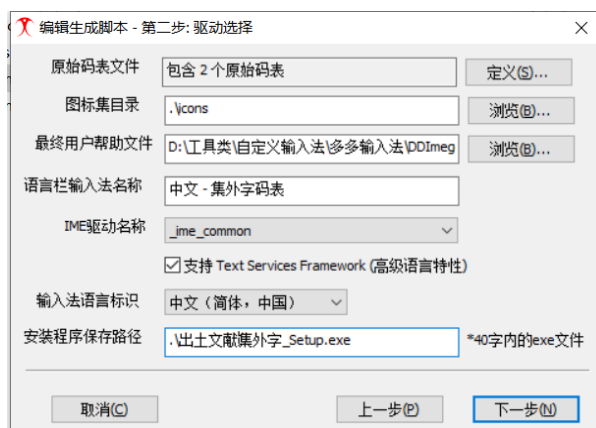 编辑生成脚本 - 第二步: 驱动选择
原始码表文件 包含 2 个原始码表 定义(S)...
图标集目录 .\icons 浏览(B)...
最终用户帮助文件 D:\工具类\自定义输入法\多多输入法\DDImeg 浏览(B)...
语言栏输入法名称 中文 - 集外字码表
IME驱动名称 _ime_common
支持 Text Services Framework (高级语言特性)
输入法语言标识 中文（简体，中国）
安装程序保存路径 .\出土文献集外字_Setup.exe *40字内的exe文件
取消(C) 上一步(P) 下一步(N)